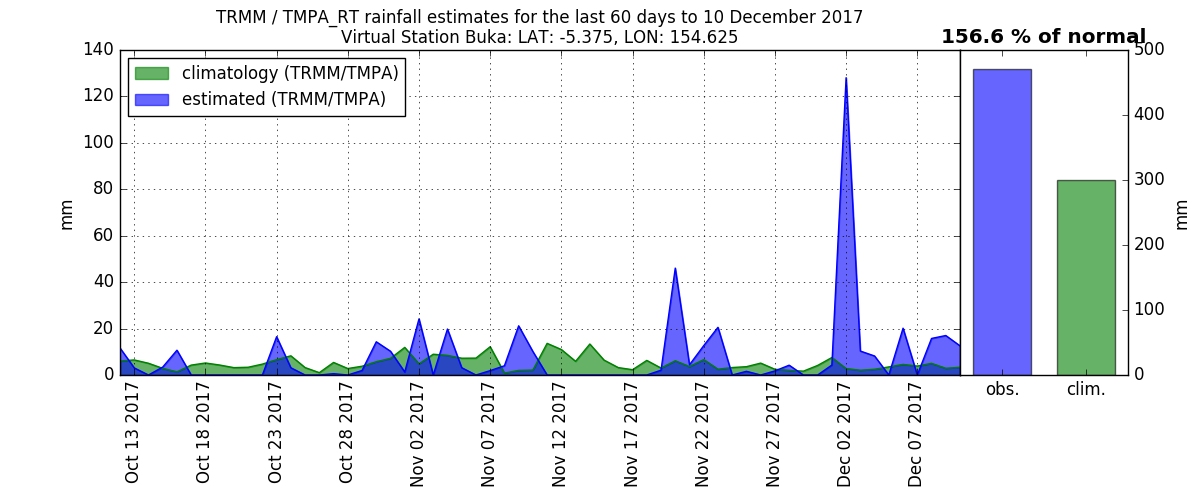 TRMM / TMPA_RT rainfall estimates for the last 60 days to 10 December 2017
Virtual Station Buka: LAT: -5.375, LON: 154.625
156.6 % of normal
climatology (TRMM/TMPA)
estimated (TRMM/TMPA)
mm
140
120
100
80
60
40
20
0
Oct 13 2017
Oct 18 2017
Oct 23 2017
Oct 28 2017
Nov 02 2017
Nov 07 2017
Nov 12 2017
Nov 17 2017
Nov 22 2017
Nov 27 2017
Dec 02 2017
Dec 07 2017
500
400
300
200
100
0
mm
obs.
clim.